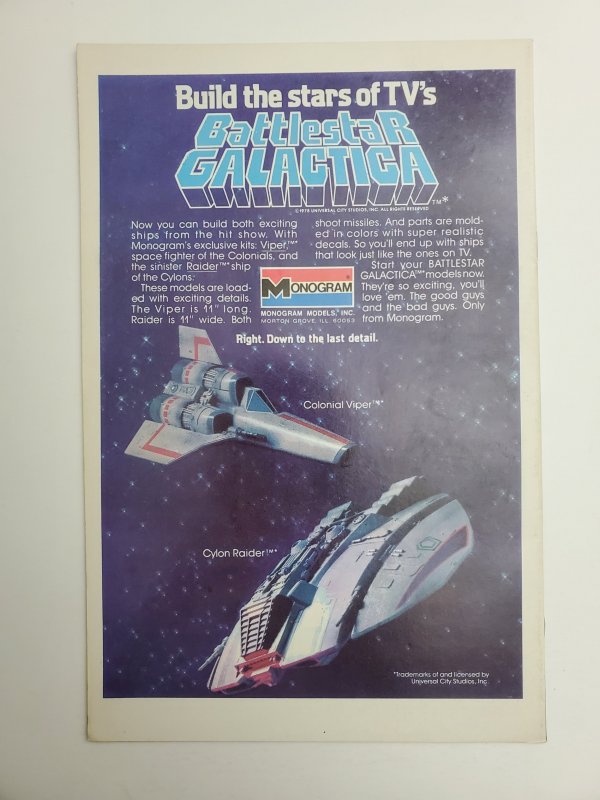 Build the stars of TV's
Battlestar
GALACTICA
TM*
©1978 UNIVERSAL CITY STUDIOS, INC. ALL RIGHTS RESERVED
Now you can build both exciting
ships from the hit show. With
Monogram's exclusive kits: Viper,™*
space fighter of the Colonials, and
the sinister Raider™* ship
of the Cylons.
These models are load-
ed with exciting details.
The Viper is 11" long.
Raider is 11" wide. Both
shoot missiles. And parts are mold-
ed in colors with super realistic
decals. So you'll end up with ships
that look just like the ones on TV.
Start your BATTLESTAR
GALACTICA™* models now.
They're so exciting, you'll
love 'em. The good guys
and the bad guys. Only
from Monogram.
MONOGRAM
MONOGRAM MODELS, INC.
MORTON GROVE, ILL. 60053
Right. Down to the last detail.
Colonial Viper™*
Cylon Raider™*
*Trademarks of and licensed by
Universal City Studios, Inc.